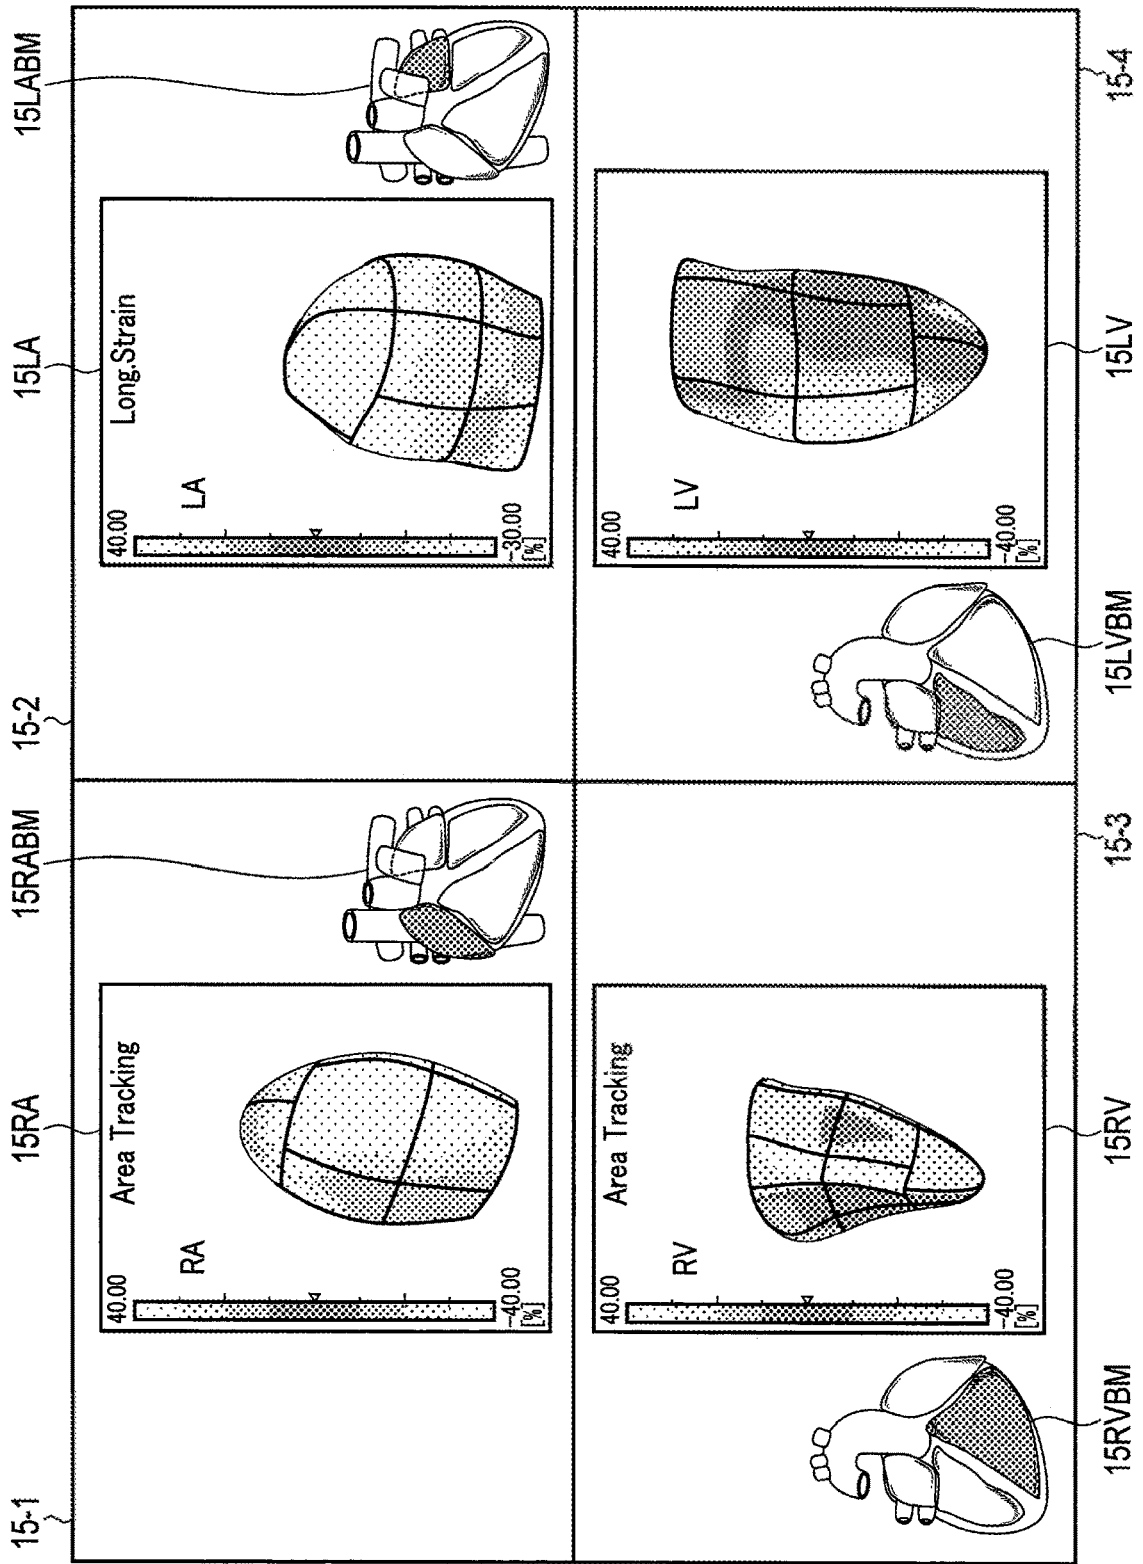 15-1
15RA
15RABM
15-2
15LA
15LABM
Area Tracking
RA
40.00
-40.00
[%]
Long.Strain
LA
40.00
-30.00
[%]
Area Tracking
RV
40.00
-40.00
[%]
LV
40.00
-40.00
[%]
15RVBM
15RV
15-3
15LVBM
15LV
15-4